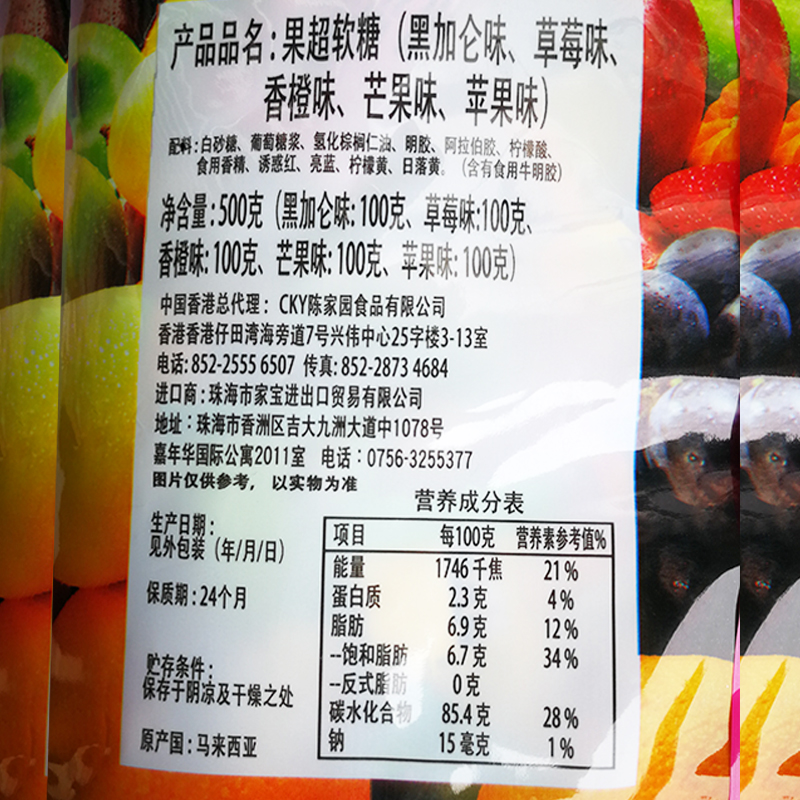 产品品名：果超软糖（黑加仑味、草莓味、
香橙味、芒果味、苹果味）
配料：白砂糖、葡萄糖浆、氢化棕榈仁油、明胶、阿拉伯胶、柠檬酸、
食用香精、诱惑红、亮蓝、柠檬黄、日落黄。（含有食用牛明胶）
净含量：500克（黑加仑味：100克、草莓味:100克、
香橙味：100克、芒果味：100克、苹果味：100克）
中国香港总代理：CKY陈家园食品有限公司
香港香港仔田湾海旁道7号兴伟中心25字楼3-13室
电话：852-2555 6507 传真：852-2873 4684
进口商：珠海市家宝进出口贸易有限公司
地址：珠海市香洲区吉大九洲大道中1078号
嘉年华国际公寓2011室 电话：0756-3255377
图片仅供参考， 以实物为准
生产日期：
见外包装（年/月/日）
保质期：24个月
贮存条件：
保存于阴凉及干燥之处
原产国：马来西亚
营养成分表
项目 每100克 营养素参考值%
能量 1746 千焦 21%
蛋白质 2.3 克 4%
脂肪 6.9 克 12%
--饱和脂肪 6.7 克 34%
--反式脂肪 0 克
碳水化合物 85.4 克 28%
钠 15 毫克 1%